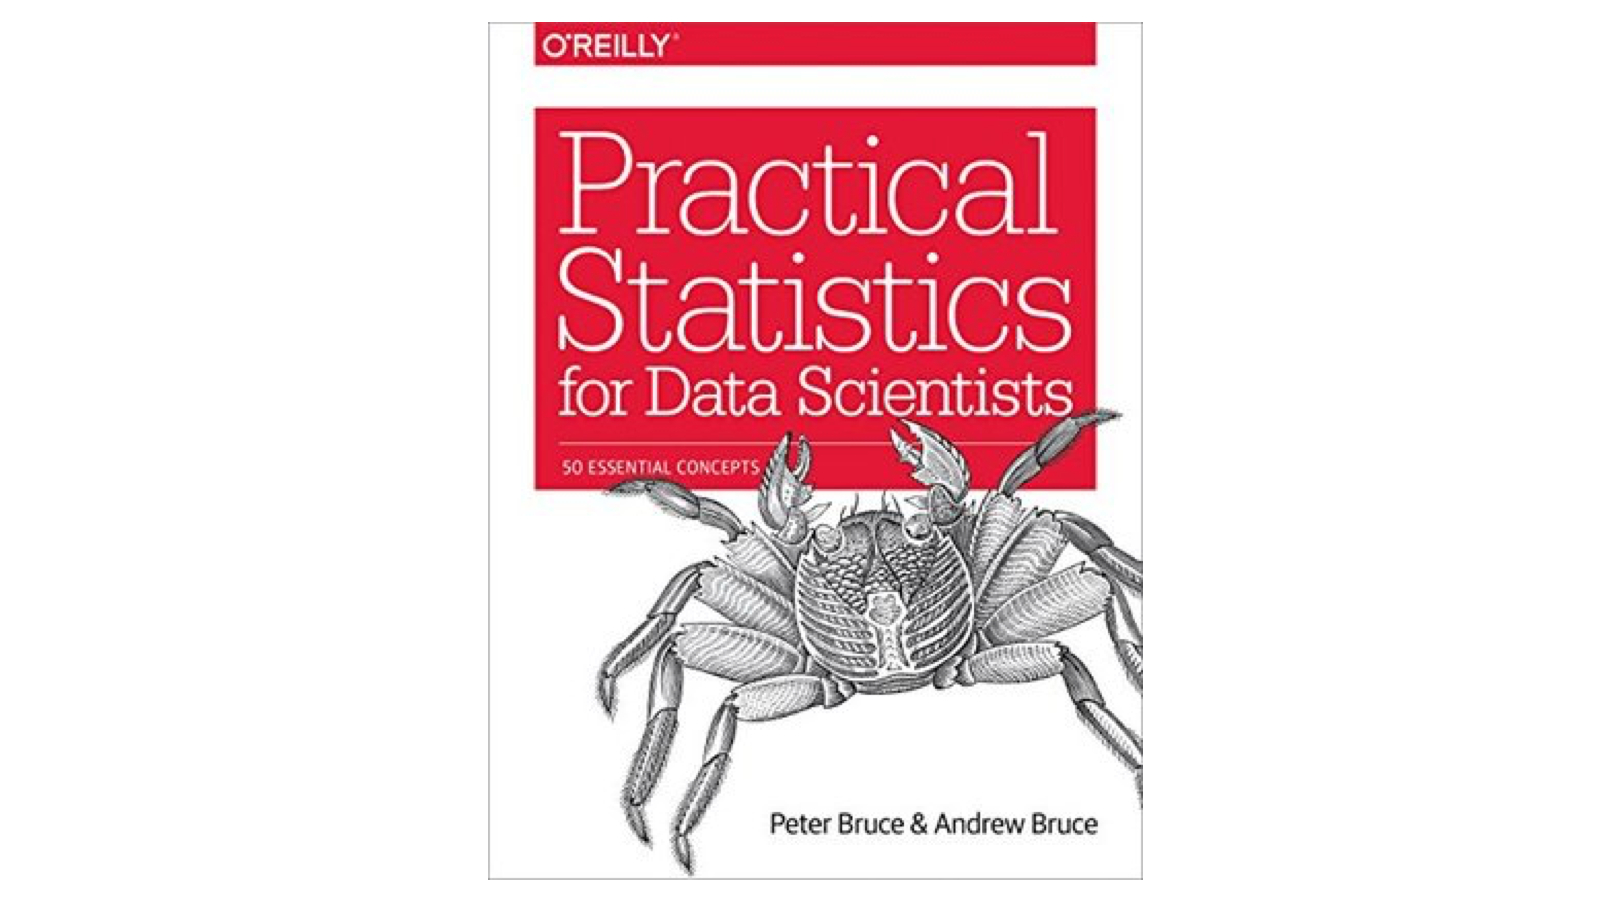 O'REILLY®
Practical
Statistics
for Data Scientists
50 ESSENTIAL CONCEPTS
Peter Bruce & Andrew Bruce